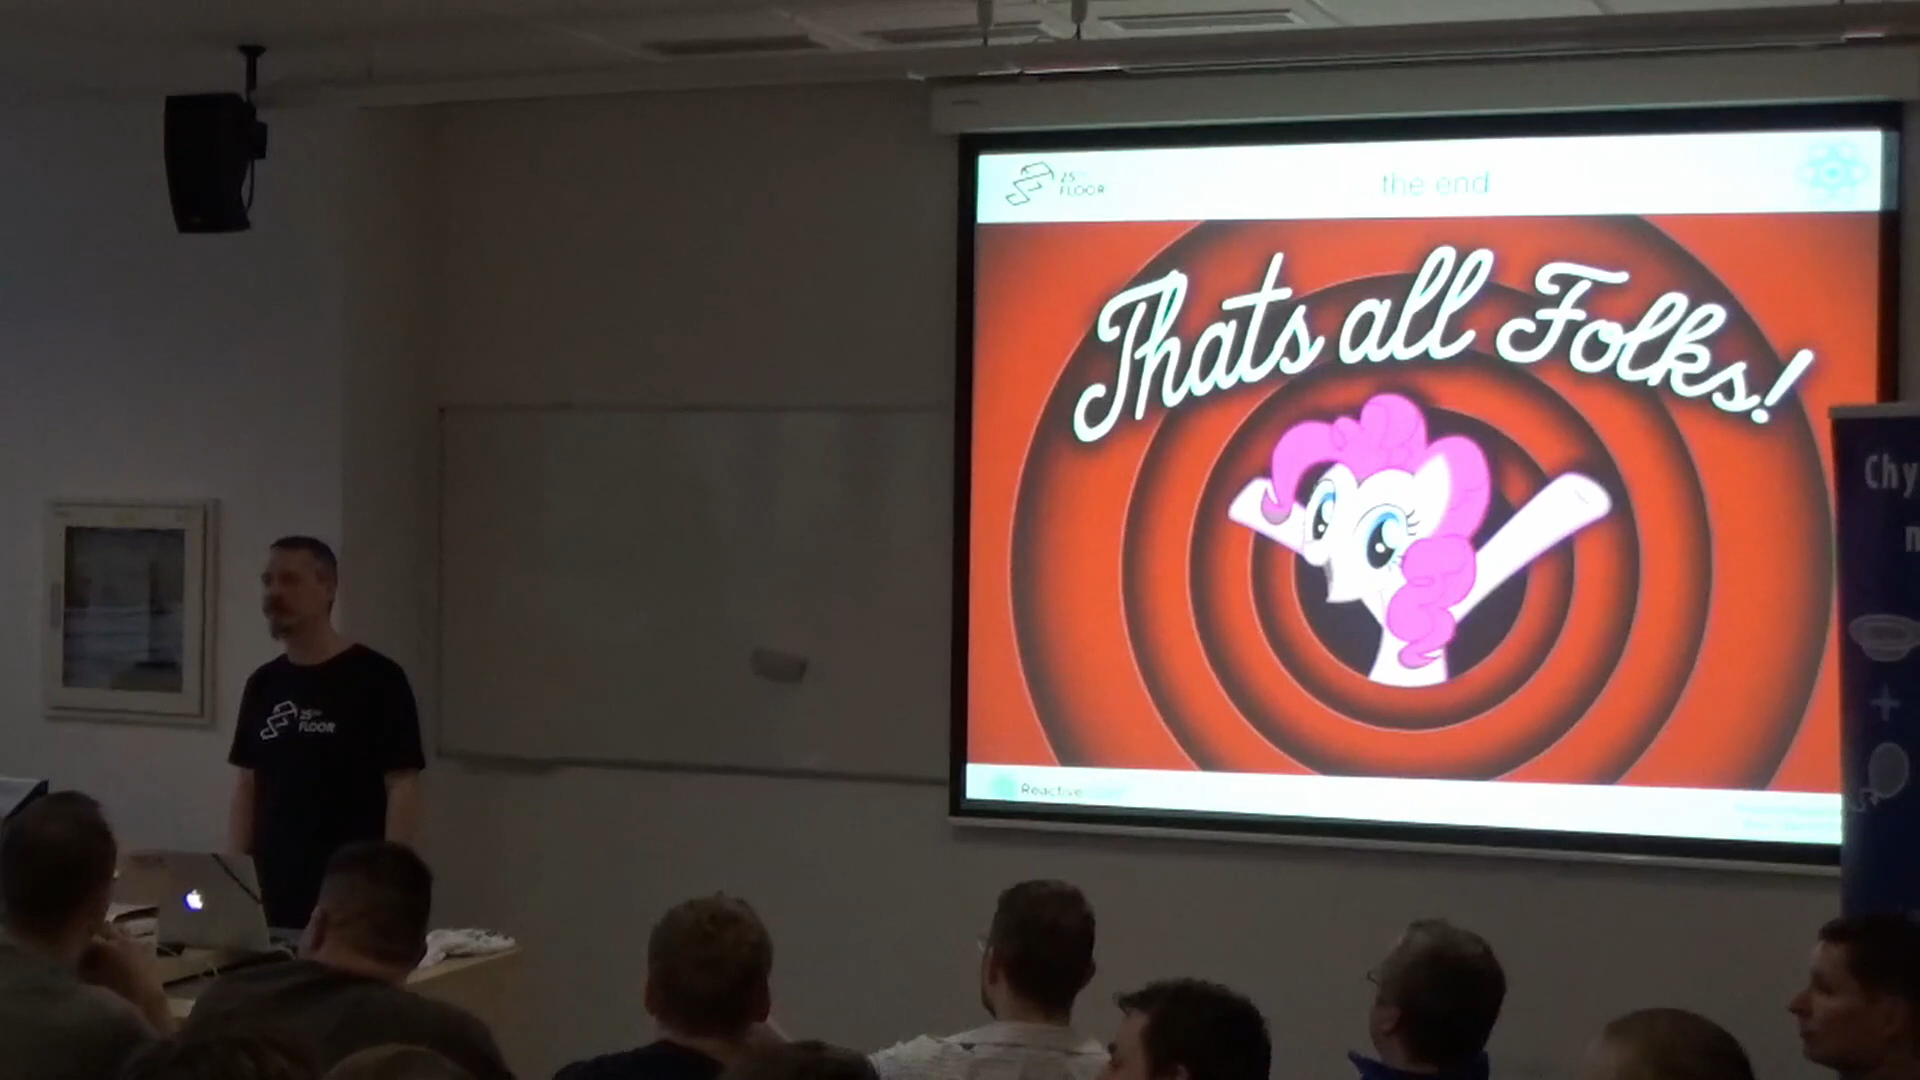 25TH
FLOOR
the end
Thats all Folks!
Reactive
25TH
FLOOR
Chy